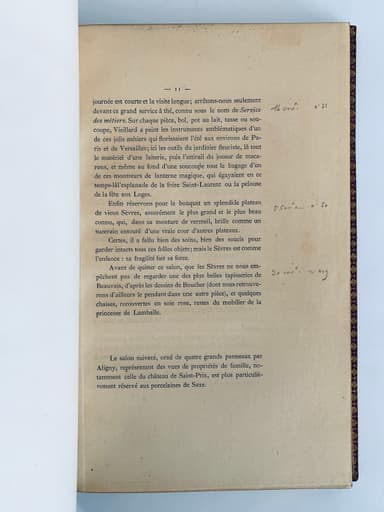 — 11 —
journée est courte et la visite longue; arrêtons-nous seulement
devant ce grand service à thé, connu sous le nom de Service
des métiers. Sur chaque pièce, bol, pot au lait, tasse ou sou-
coupe, Vieillard a peint les instruments emblématiques d'un
de ces jolis métiers qui florissaient l'été aux environs de Pa-
ris et de Versailles; ici les outils du jardinier fleuriste, là tout
le matériel d'une laiterie, puis l'attirail du joueur de maca-
rons, et même au fond d'une soucoupe tout le bagage d'un
de ces montreurs de lanterne magique, qui égayaient en ce
temps-là l'esplanade de la foire Saint-Laurent ou la pelouse
de la fête aux Loges.
Enfin réservons pour le bouquet un splendide plateau
de vieux Sèvres, assurément le plus grand et le plus beau
connu, qui, dans sa monture de vermeil, brille comme un
suzerain entouré d'une vraie cour d'autres plateaux.
Certes, il a fallu bien des soins, bien des soucis pour
garder intacts tous ces frêles objets; mais le Sèvres est comme
l'enfance : sa fragilité fait sa force.
Avant de quitter ce salon, que les Sèvres ne nous em-
pêchent pas de regarder une des plus belles tapisseries de
Beauvais, d'après les dessins de Boucher (dont nous retrouve-
rons d'ailleurs le pendant dans une autre pièce), et quelques
chaises, recouvertes en soie rose, restes du mobilier de la
princesse de Lamballe.
Le salon suivant, orné de quatre grands panneaux par
Aligny, représentant des vues de propriétés de famille, no-
tamment celle du château de Saint-Prix, est plus particuliè-
rement réservé aux porcelaines de Saxe.